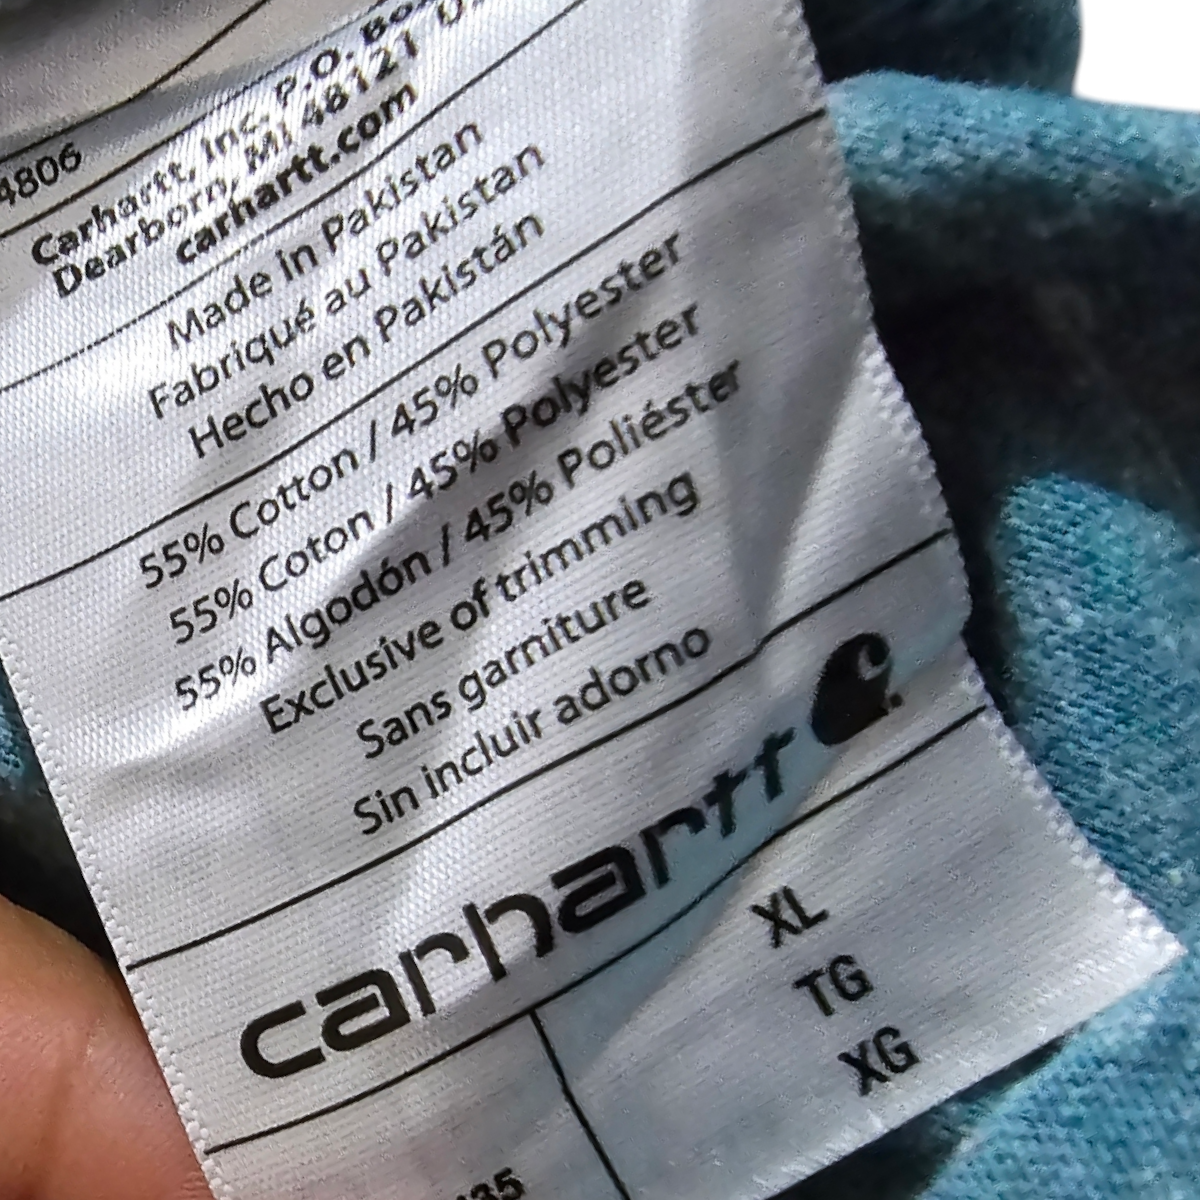 4806
Carhartt, Inc. P.O. Bo
Dearborn, MI 48121 U.
carhartt.com
Made in Pakistan
Fabriqué au Pakistan
Hecho en Pakistán
55% Cotton / 45% Polyester
55% Coton / 45% Polyester
55% Algodón / 45% Poliéster
Exclusive of trimming
Sans garniture
Sin incluir adorno
carhartt
XL
TG
XG
35